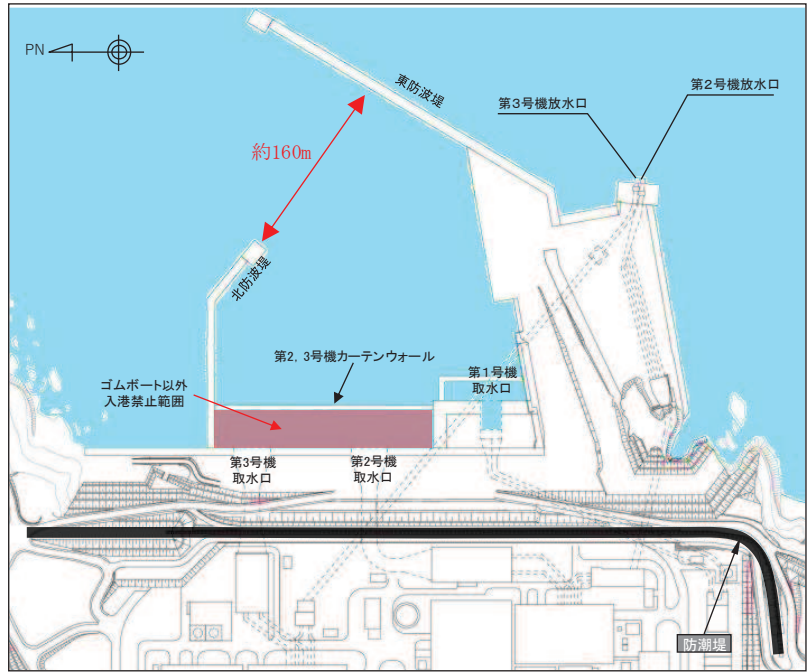 PN
東防波堤
第2号機放水口
第3号機放水口
約160m
北防波堤
第2，3号機カーテンウォール
第1号機
取水口
ゴムボート以外
入港禁止範囲
第3号機
取水口
第2号機
取水口
防潮堤